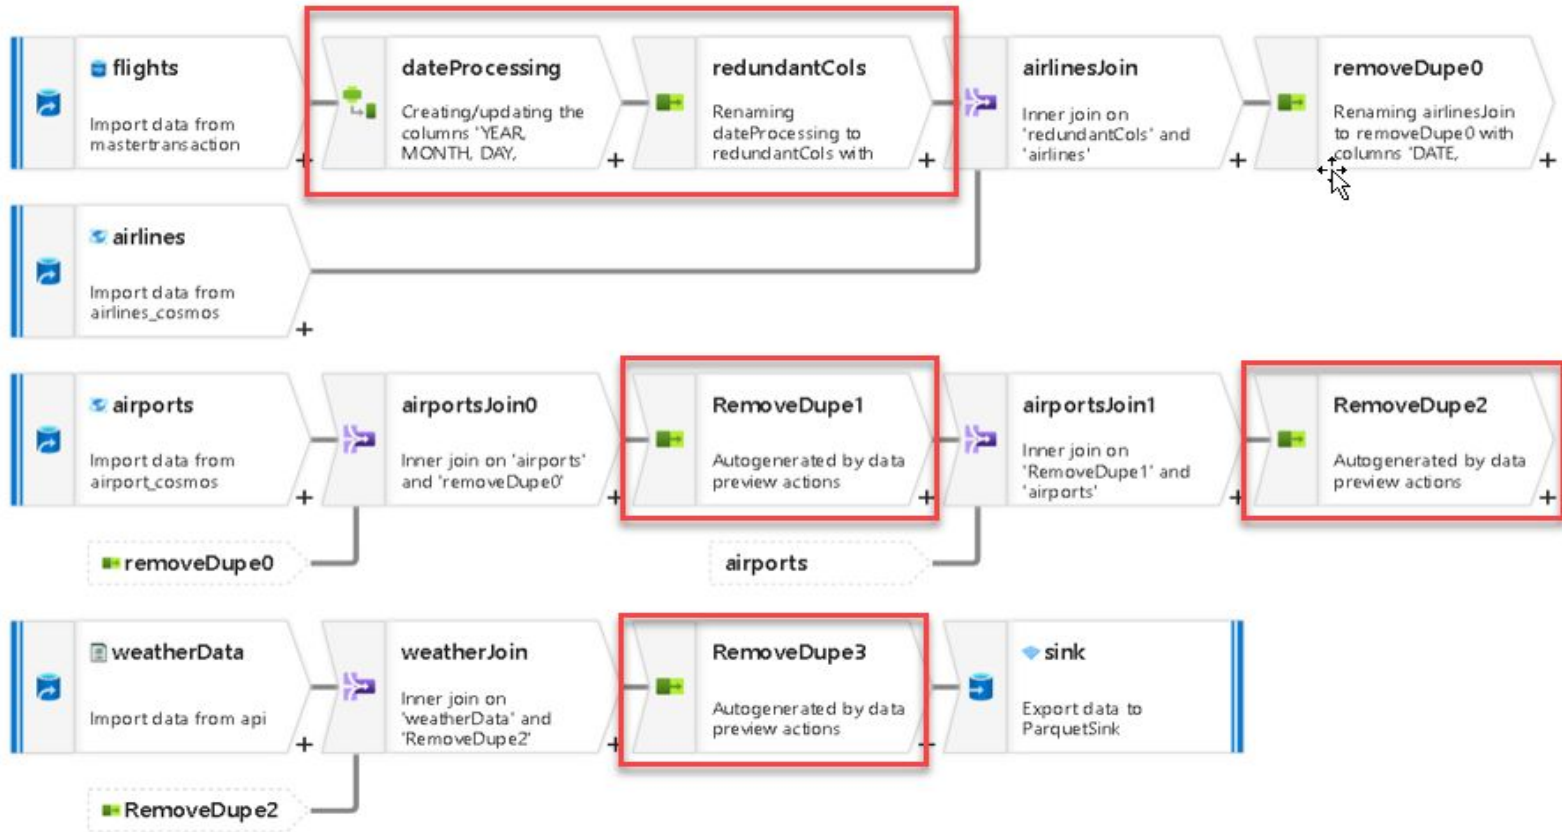 flights
Import data from
mastertransaction
dateProcessing
Creating/updating the
columns 'YEAR,
MONTH, DAY,
redundantCols
Renaming
dateProcessing to
redundantCols with
airlinesJoin
Inner join on
'redundantCols' and
'airlines'
removeDupe0
Renaming airlinesJoin
to removeDupe0 with
columns 'DATE,
airlines
Import data from
airlines_cosmos
airports
Import data from
airport_cosmos
airportsJoin0
Inner join on 'airports'
and 'removeDupe0'
RemoveDupe1
Autogenerated by data
preview actions
airportsJoin1
Inner join on
'RemoveDupe1' and
'airports'
RemoveDupe2
Autogenerated by data
preview actions
removeDupe0
airports
weatherData
Import data from api
weatherJoin
Inner join on
'weatherData' and
'RemoveDupe2'
RemoveDupe3
Autogenerated by data
preview actions
sink
Export data to
ParquetSink
RemoveDupe2